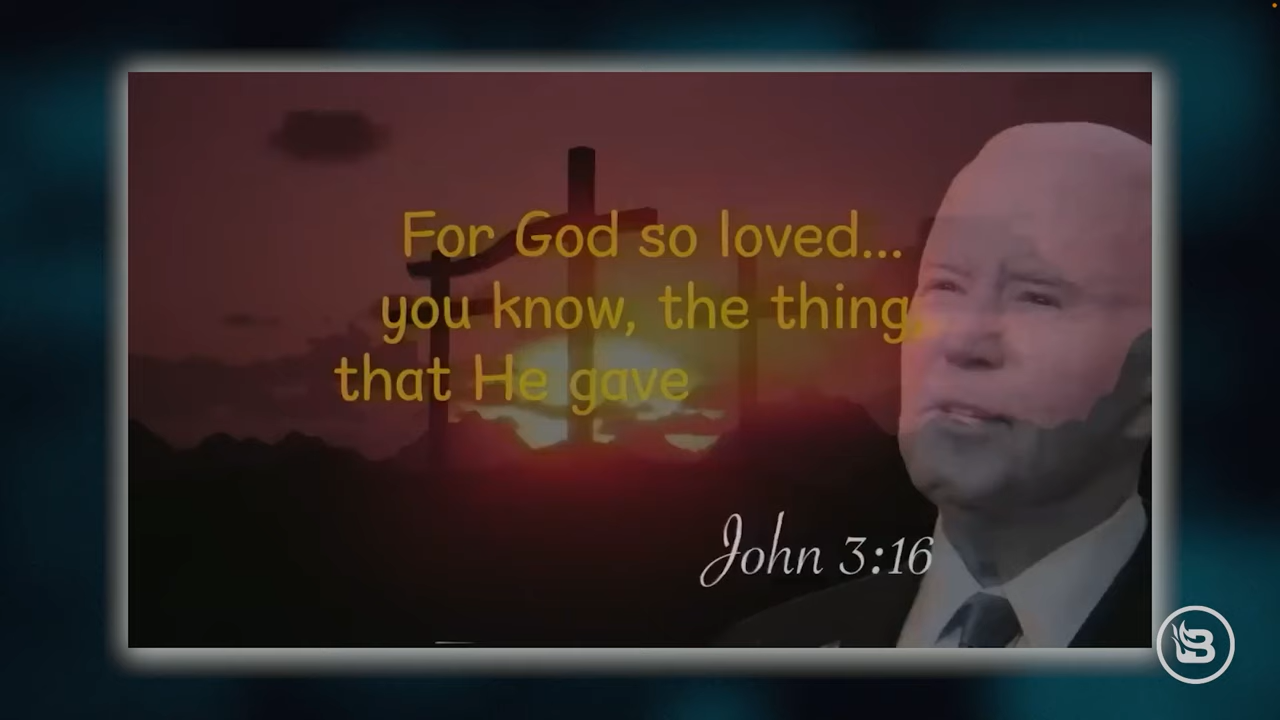 For God so loved...
you know, the thing,
that He gave
John 3:16
B